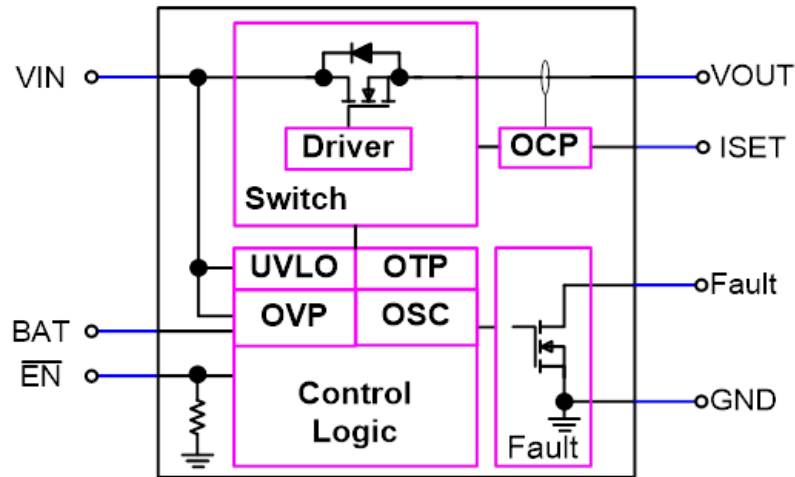 VIN
VOUT
Driver
OCP
ISET
Switch
UVLO
OTP
Fault
OVP
OSC
BAT
EN
Control
Logic
GND
Fault